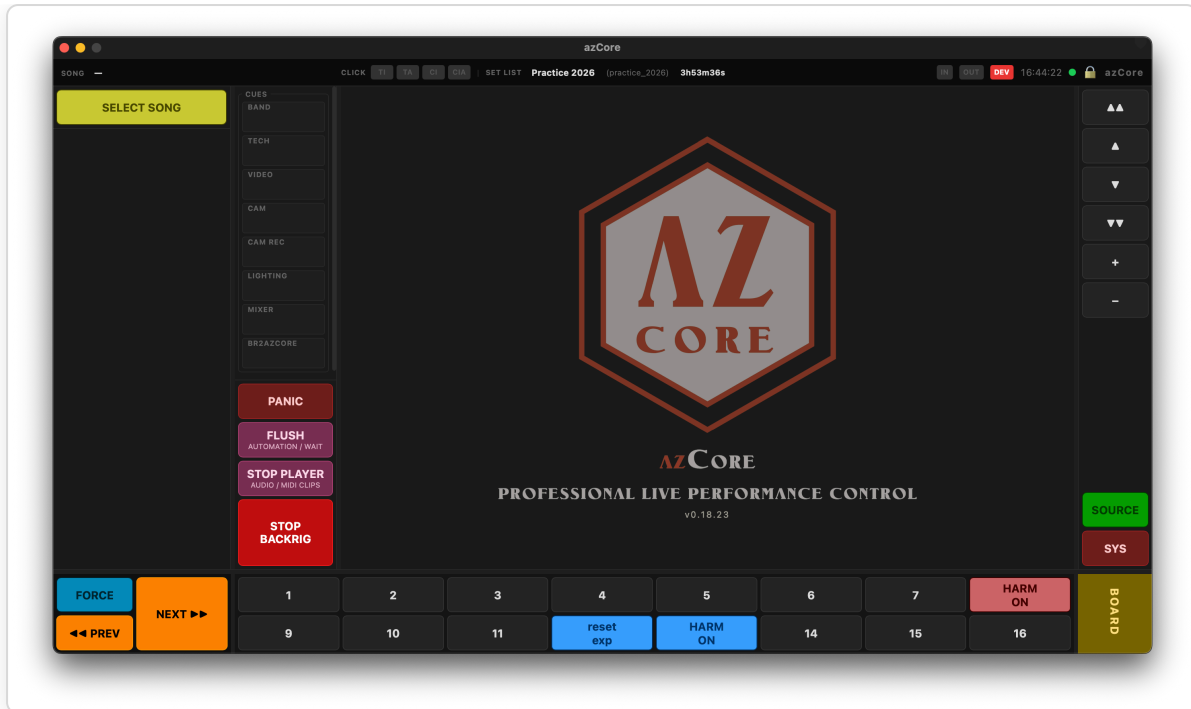 azCore
SONG —
CLICK TI TA CI CIA SET LIST Practice 2026 (practice_2026) 3h53m36s
IN OUT DEV 16:44:22 azCore
SELECT SONG
CUES
BAND
TECH
VIDEO
CAM
CAM REC
LIGHTING
MIXER
BR2AZCORE
PANIC
FLUSH
AUTOMATION / WAIT
STOP PLAYER
AUDIO / MIDI CLIPS
STOP
BACKRIG
AZ
CORE
AZCORE
PROFESSIONAL LIVE PERFORMANCE CONTROL
v0.18.23
▲▲
▲
▼
▼▼
+
−
SOURCE
SYS
FORCE
NEXT ▶▶
◀◀ PREV
1 2 3 4 5 6 7 HARM
ON
9 10 11 reset
exp
HARM
ON
14 15 16
BOARD